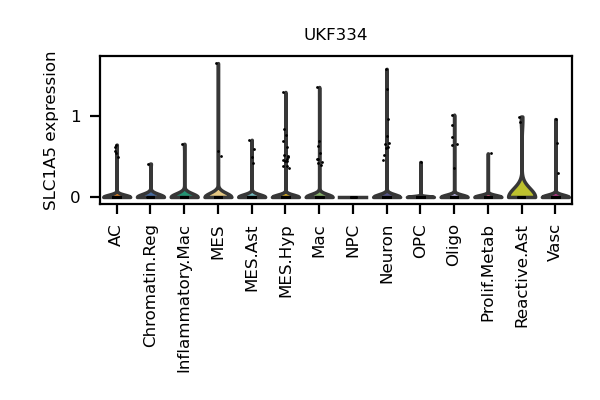 UKF334
SLC1A5 expression
1
0
AC
Chromatin.Reg
Inflammatory.Mac
MES
MES.Ast
MES.Hyp
Mac
NPC
Neuron
OPC
Oligo
Prolif.Metab
Reactive.Ast
Vasc